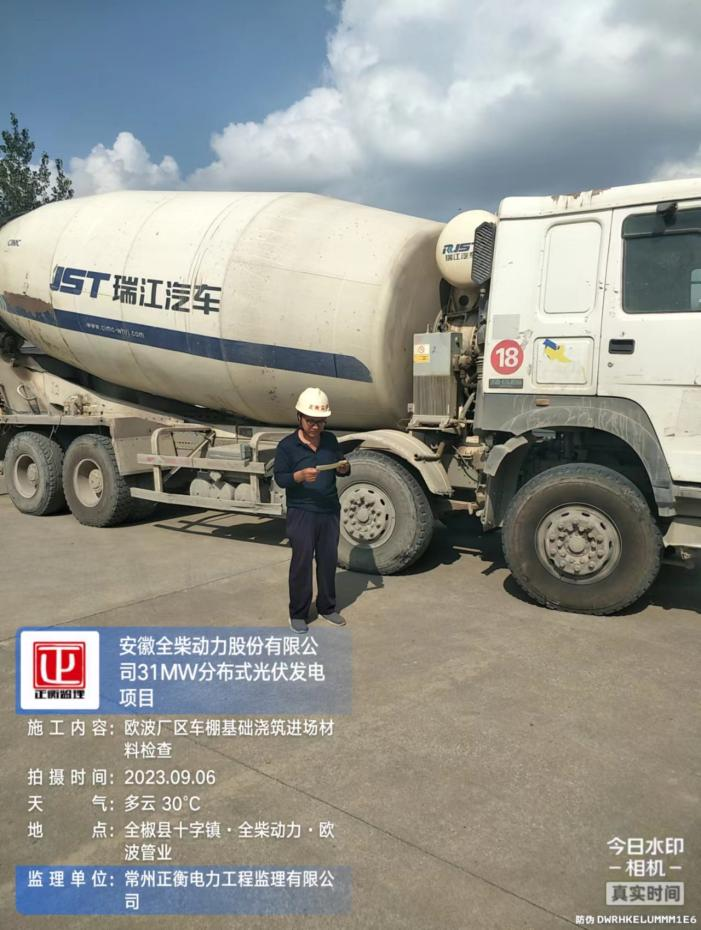 CIMC
JST 瑞江汽车
www.cimc-whrj.com
RJST
瑞江汽车
18
安徽全柴动力股份有限公
司31MW分布式光伏发电
项目
正衡监理
施工内容：欧波厂区车棚基础浇筑进场材
料检查
拍摄时间：2023.09.06
天 气：多云 30℃
地 点：全椒县十字镇·全柴动力·欧
波管业
监理单位：常州正衡电力工程监理有限公
司
今日水印
相机
真实时间
防伪 DWRHKELUMMM1E6